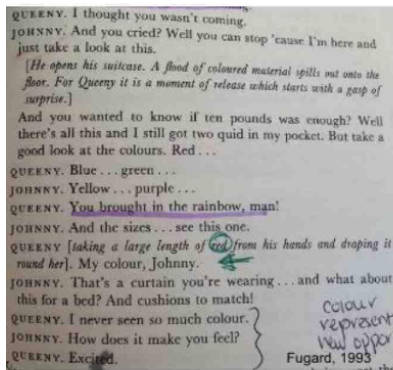 QUEENY. I thought you wasn't coming.
JOHNNY. And you cried? Well you can stop 'cause I'm here and
just take a look at this.
[He opens his suitcase. A flood of coloured material spills out onto the
floor. For Queeny it is a moment of release which starts with a gasp of
surprise.]
And you wanted to know if ten pounds was enough? Well
there's all this and I still got two quid in my pocket. But take a
good look at the colours. Red . . .
QUEENY. Blue . . . green . . .
JOHNNY. Yellow . . . purple . . .
QUEENY. You brought in the rainbow, man!
JOHNNY. And the sizes . . . see this one.
QUEENY [taking a large length of red from his hands and draping it
round her]. My colour, Johnny.
JOHNNY. That's a curtain you're wearing . . . and what about
this for a bed? And cushions to match!
QUEENY. I never seen so much colour.
JOHNNY. How does it make you feel?
QUEENY. Excited.
colour
represent
new oppor
Fugard, 1993